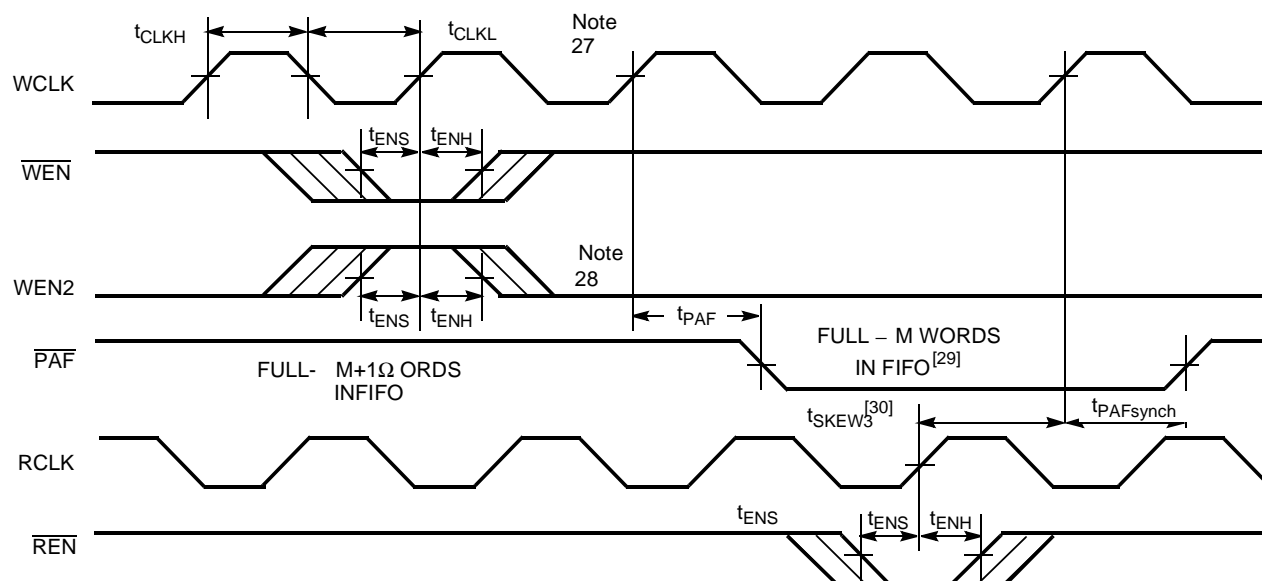 tCLKH
tCLKL
Note
27
WCLK
tENS tENH
WEN
Note
28
WEN2
tENS tENH
tPAF
PAF
FULL- M+1Ω ORDS
INFIFO
FULL – M WORDS
IN FIFO[29]
tSKEW3[30]
tPAFsynch
RCLK
tENS tENS tENH
REN